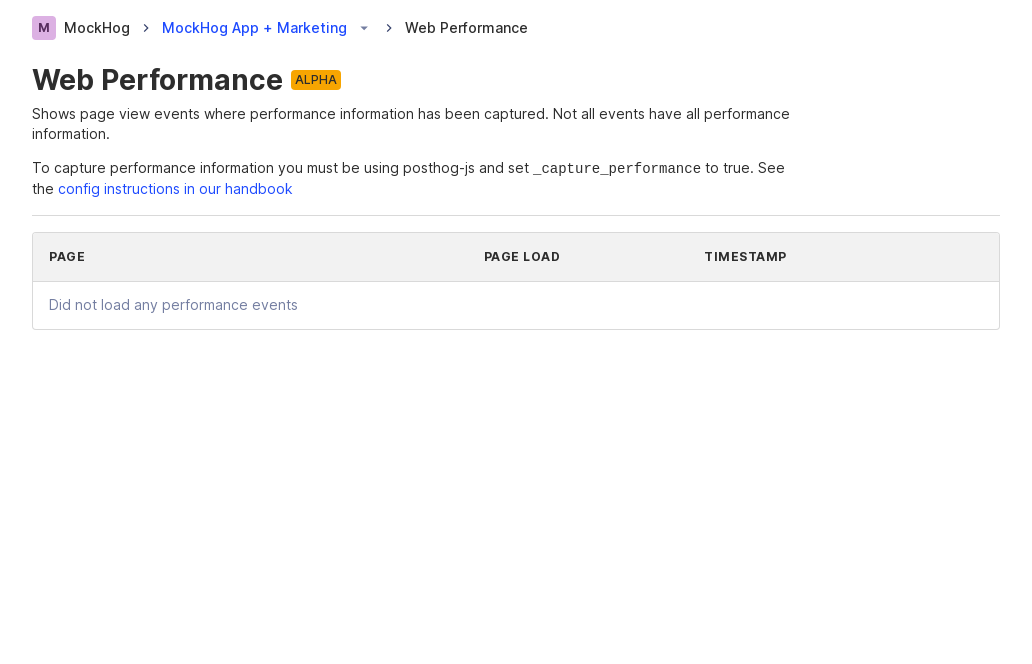 M MockHog MockHog App + Marketing Web Performance
Web Performance ALPHA
Shows page view events where performance information has been captured. Not all events have all performance
information.
To capture performance information you must be using posthog-js and set _capture_performance to true. See
the config instructions in our handbook
PAGE PAGE LOAD TIMESTAMP
Did not load any performance events